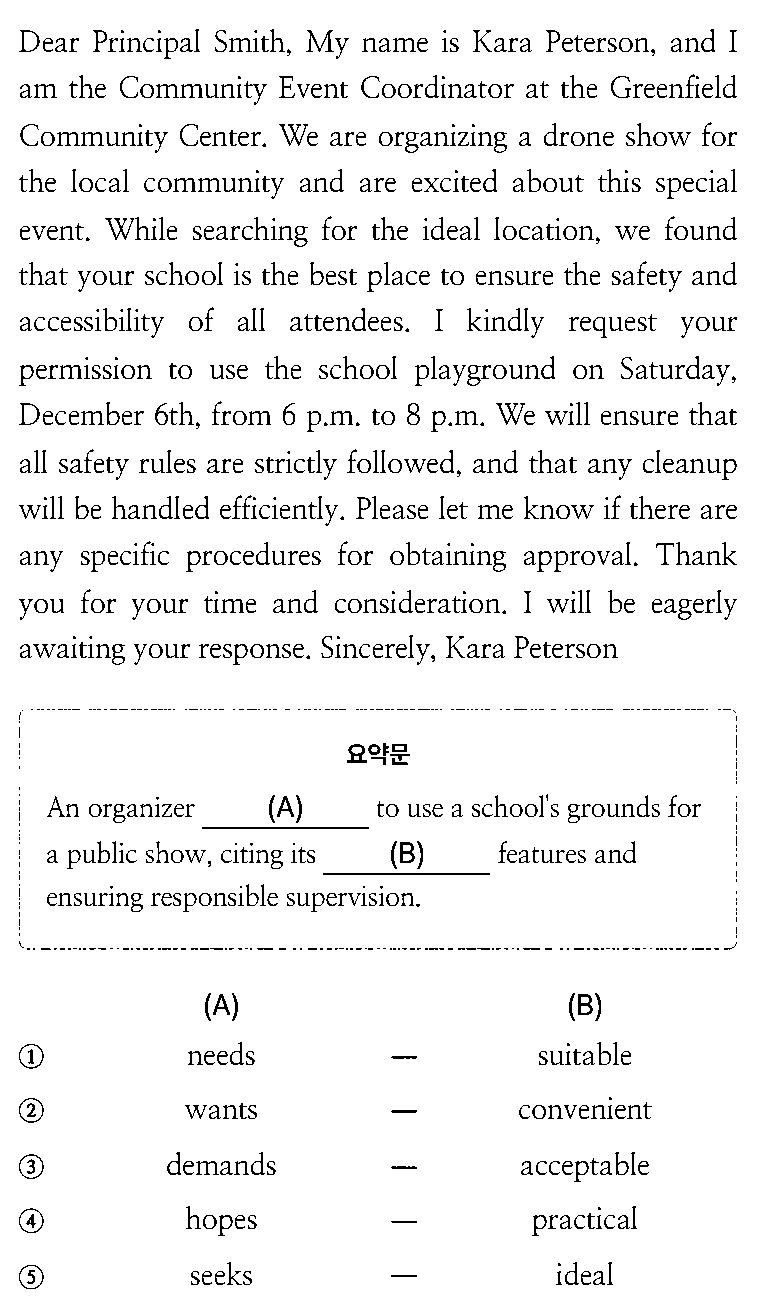 Dear Principal Smith, My name is Kara Peterson, and I
am the Community Event Coordinator at the Greenfield
Community Center. We are organizing a drone show for
the local community and are excited about this special
event. While searching for the ideal location, we found
that your school is the best place to ensure the safety and
accessibility of all attendees. I kindly request your
permission to use the school playground on Saturday,
December 6th, from 6 p.m. to 8 p.m. We will ensure that
all safety rules are strictly followed, and that any cleanup
will be handled efficiently. Please let me know if there are
any specific procedures for obtaining approval. Thank
you for your time and consideration. I will be eagerly
awaiting your response. Sincerely, Kara Peterson
요약문
An organizer (A) to use a school's grounds for
a public show, citing its (B) features and
ensuring responsible supervision.
(A) (B)
① needs — suitable
② wants — convenient
③ demands — acceptable
④ hopes — practical
⑤ seeks — ideal